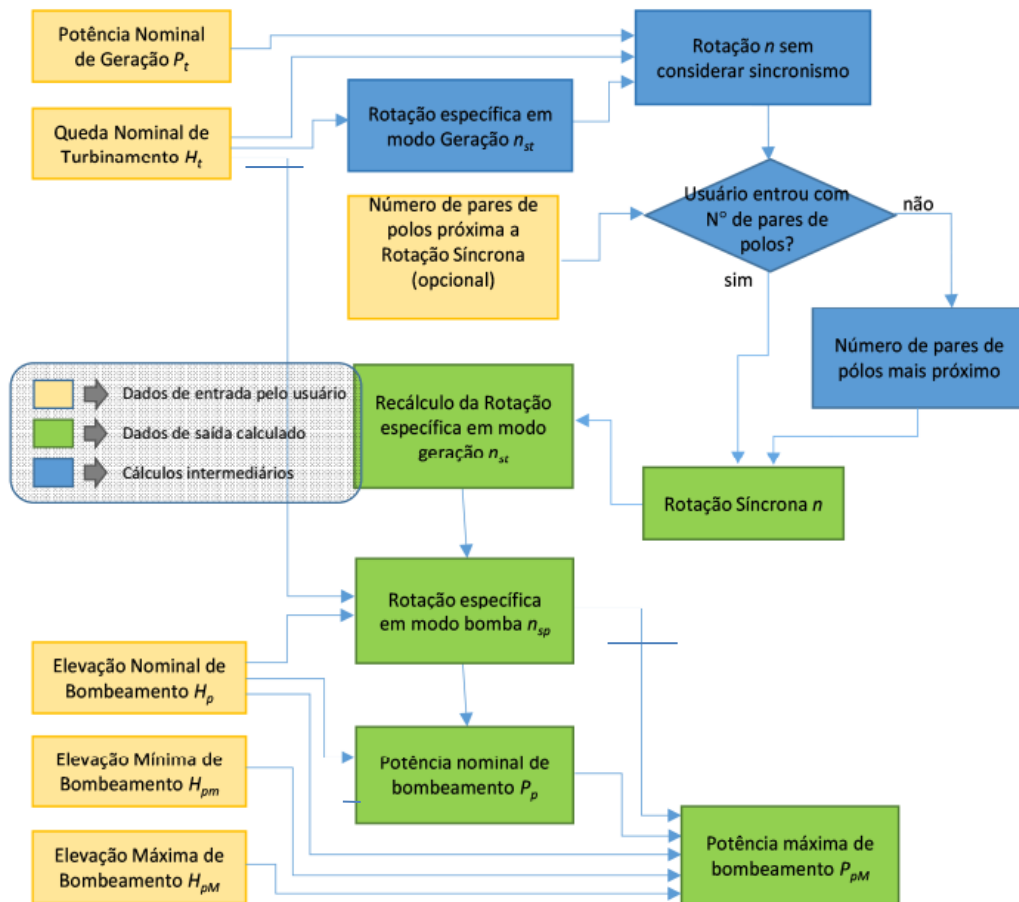 Potência Nominal
de Geração Pt
Rotação n sem
considerar sincronismo
Queda Nominal de
Turbinamento Ht
Rotação específica em
modo Geração nst
Número de pares de
polos próxima a
Rotação Síncrona
(opcional)
Usuário entrou com
N° de pares de
polos?
não
sim
Número de pares de
pólos mais próximo
Dados de entrada pelo usuário
Dados de saída calculado
Cálculos intermediários
Recálculo da Rotação
específica em modo
geração nst
Rotação Síncrona n
Rotação específica
em modo bomba nsp
Elevação Nominal de
Bombeamento Hp
Elevação Mínima de
Bombeamento Hpm
Potência nominal de
bombeamento Pp
Elevação Máxima de
Bombeamento HpM
Potência máxima de
bombeamento PpM